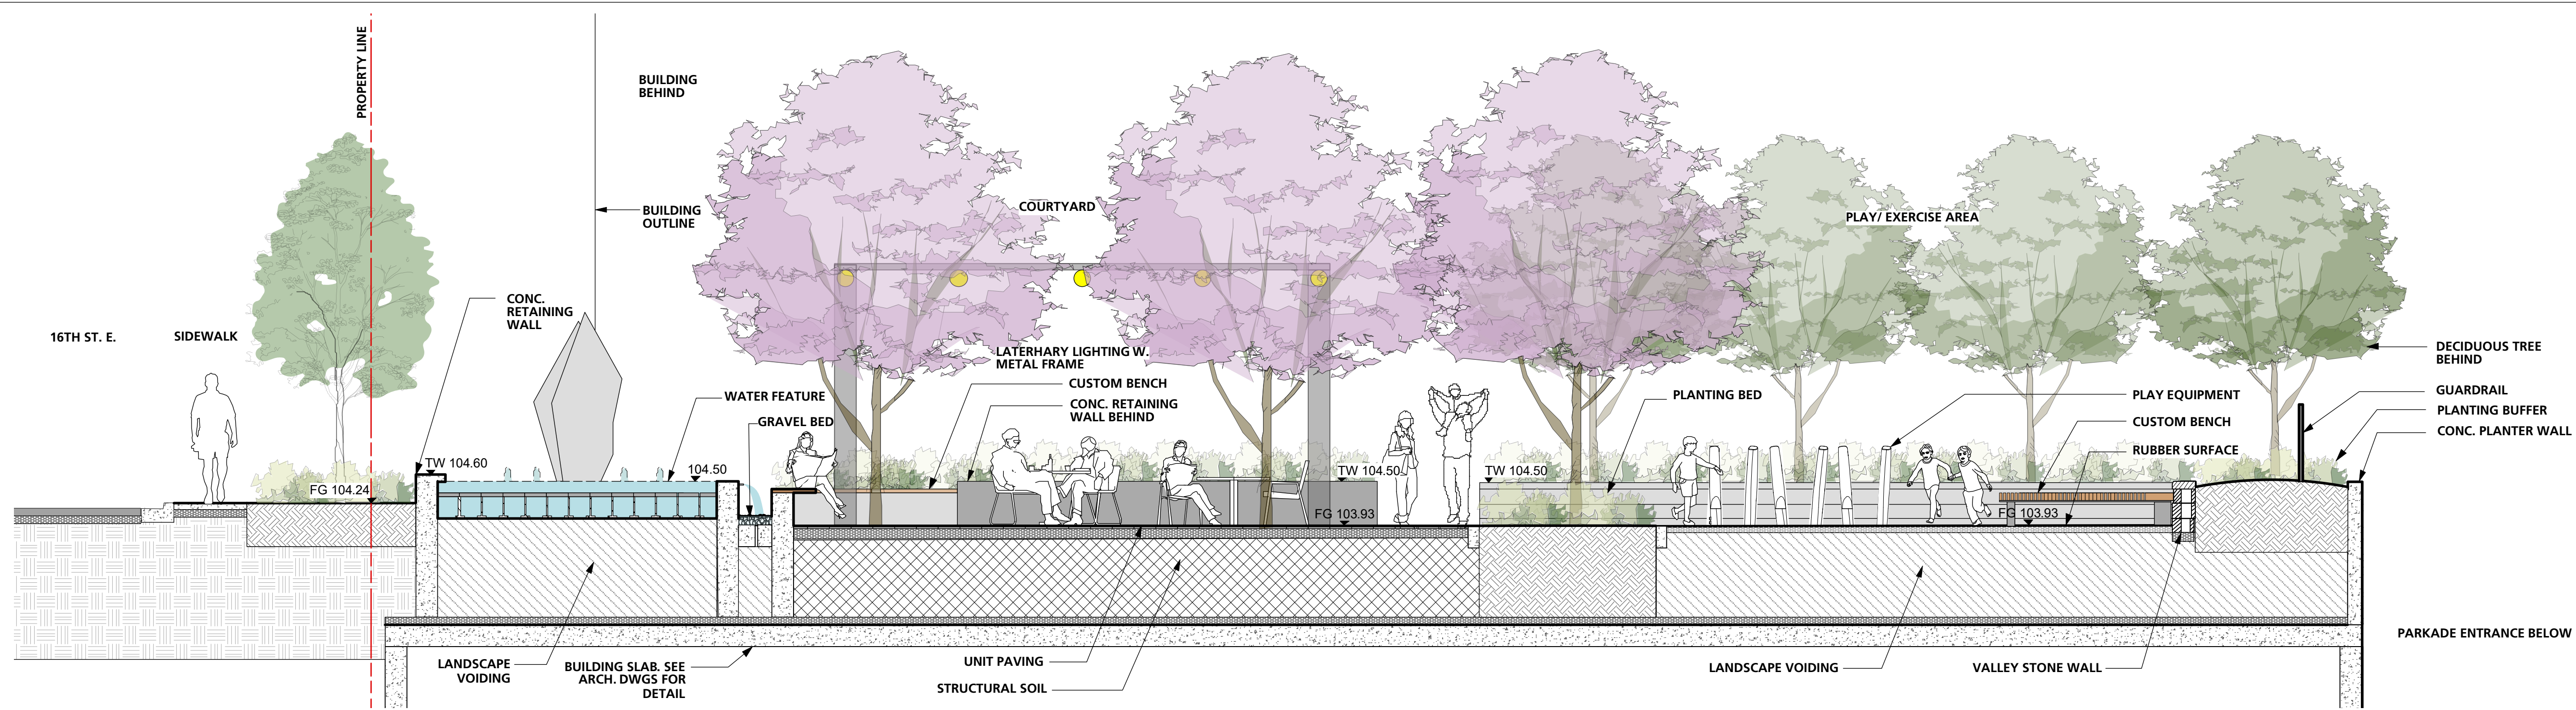 PROPERTY LINE
BUILDING
BEHIND
BUILDING
OUTLINE
COURTYARD
PLAY/ EXERCISE AREA
16TH ST. E.
SIDEWALK
CONC.
RETAINING
WALL
LATERHARY LIGHTING W.
METAL FRAME
CUSTOM BENCH
CONC. RETAINING
WALL BEHIND
WATER FEATURE
GRAVEL BED
PLANTING BED
DECIDUOUS TREE
BEHIND
PLAY EQUIPMENT
GUARDRAIL
CUSTOM BENCH
PLANTING BUFFER
RUBBER SURFACE
CONC. PLANTER WALL
FG 104.24
TW 104.60
104.50
TW 104.50
TW 104.50
FG 103.93
FG 103.93
LANDSCAPE
VOIDING
BUILDING SLAB. SEE
ARCH. DWGS FOR
DETAIL
UNIT PAVING
STRUCTURAL SOIL
LANDSCAPE VOIDING
VALLEY STONE WALL
PARKADE ENTRANCE BELOW